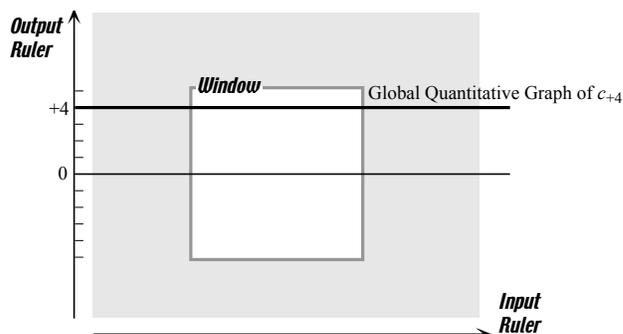 Output
Ruler
Window
Global Quantitative Graph of c+4
+4
0
Input
Ruler